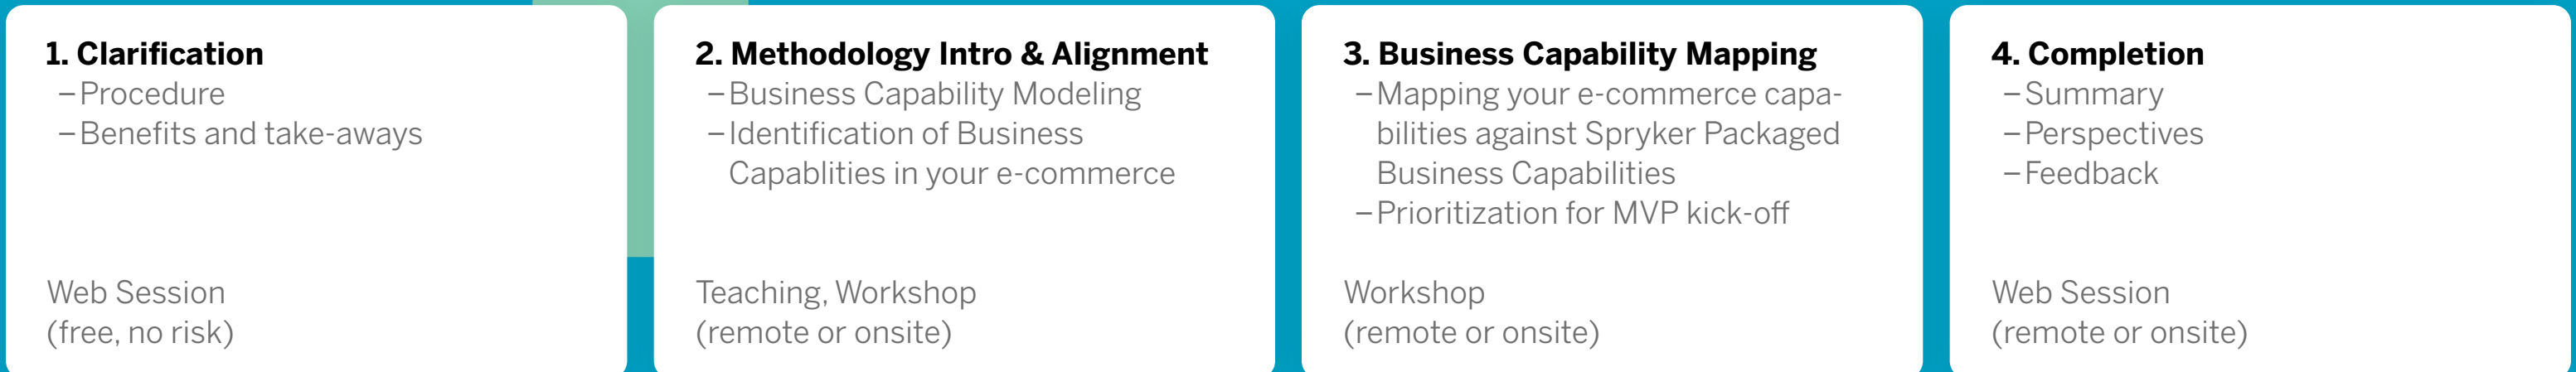 1. Clarification
–Procedure
–Benefits and take-aways
Web Session
(free, no risk)
2. Methodology Intro & Alignment
–Business Capability Modeling
–Identification of Business
Capablities in your e-commerce
Teaching, Workshop
(remote or onsite)
3. Business Capability Mapping
–Mapping your e-commerce capa-
bilities against Spryker Packaged
Business Capabilities
–Prioritization for MVP kick-off
Workshop
(remote or onsite)
4. Completion
–Summary
–Perspectives
–Feedback
Web Session
(remote or onsite)